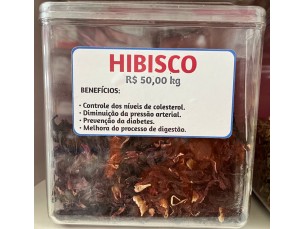 HIBISCO
R$ 50,00 kg
BENEFÍCIOS:
• Controle dos níveis de colesterol.
• Diminuição da pressão arterial.
• Prevenção da diabetes.
• Melhora do processo de digestão.